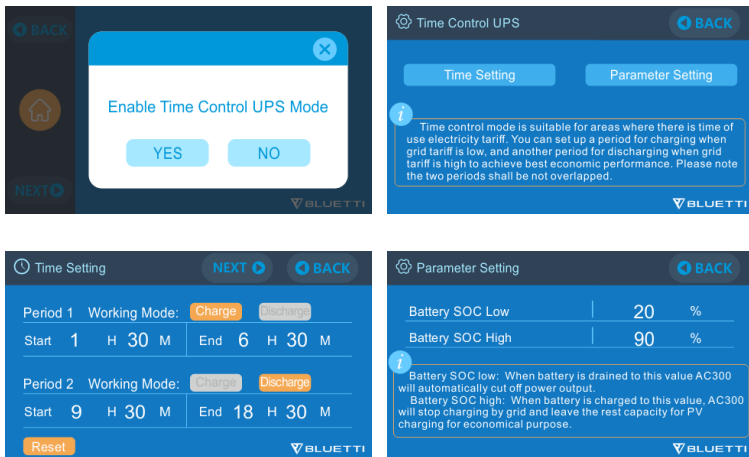 BACK
Enable Time Control UPS Mode
YES NO
NEXT
BLUETTI
Time Control UPS BACK
Time Setting Parameter Setting
i
Time control mode is suitable for areas where there is time of
use electricity tariff. You can set up a period for charging when
grid tariff is low, and another period for discharging when grid
tariff is high to achieve best economic performance. Please note
the two periods shall be not overlapped.
BLUETTI
Time Setting NEXT BACK
Period 1 Working Mode: Charge Discharge
Start 1 H 30 M End 6 H 30 M
Period 2 Working Mode: Charge Discharge
Start 9 H 30 M End 18 H 30 M
Reset
BLUETTI
Parameter Setting BACK
Battery SOC Low 20 %
Battery SOC High 90 %
i
Battery SOC low: When battery is drained to this value AC300
will automatically cut off power output.
Battery SOC high: When battery is charged to this value, AC300
will stop charging by grid and leave the rest capacity for PV
charging for economical purpose.
BLUETTI